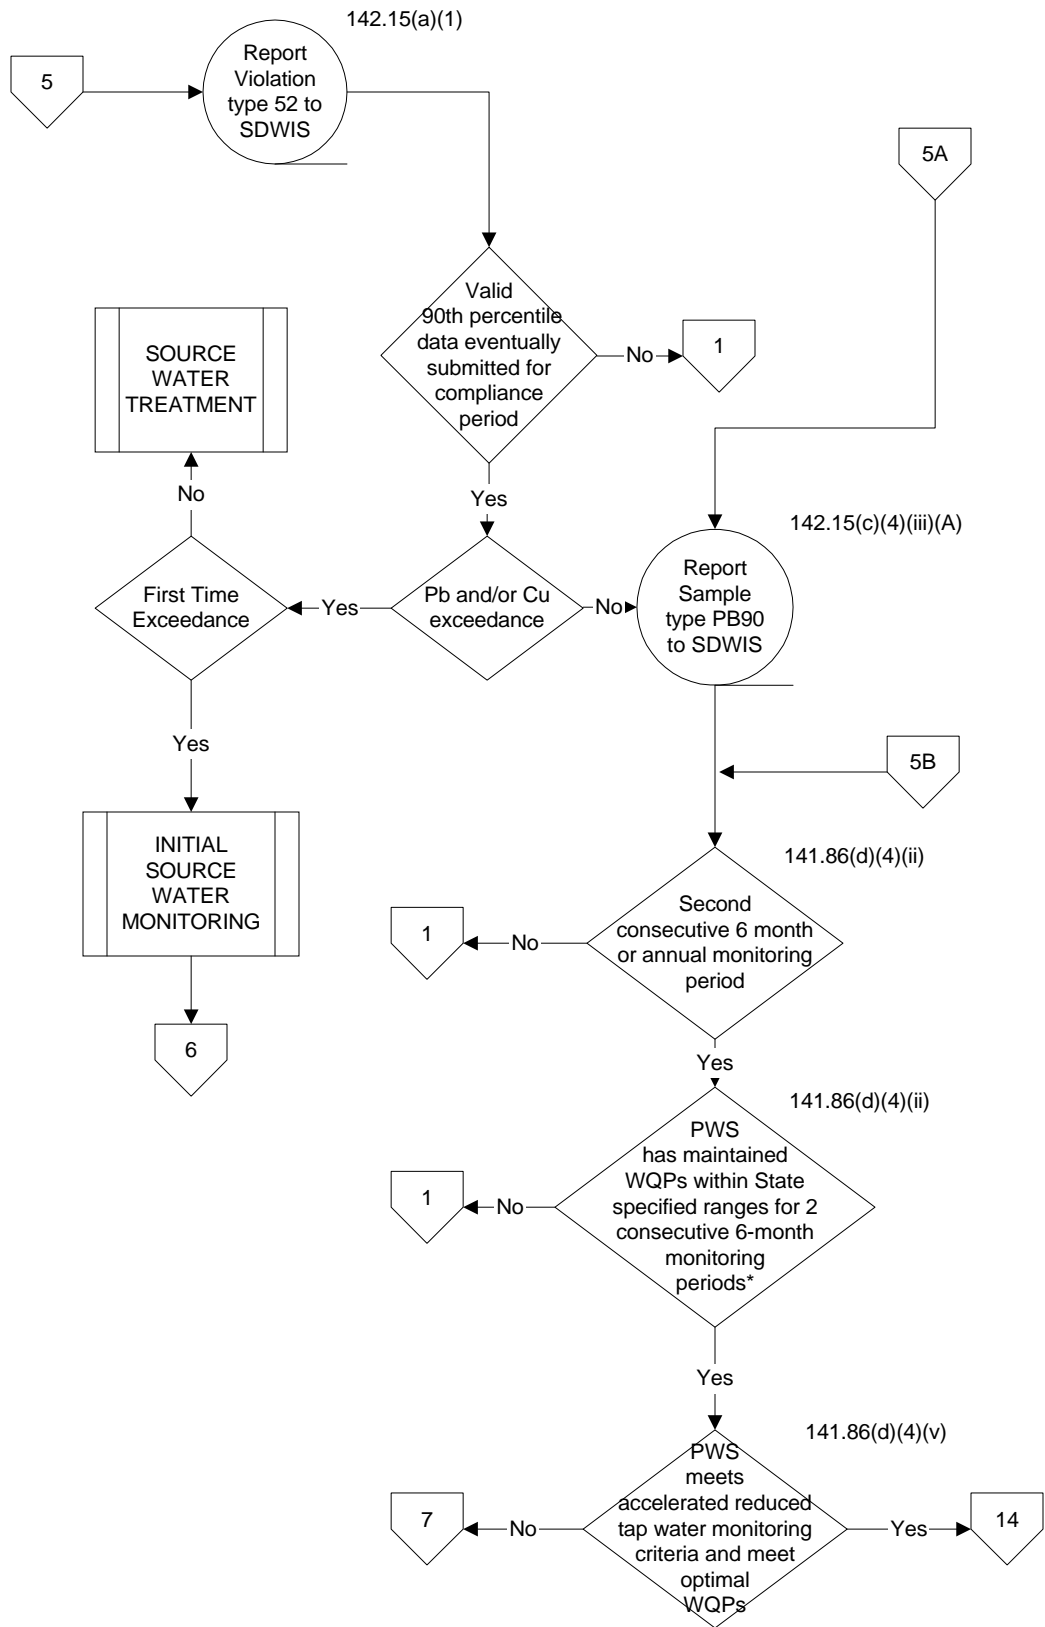 142.15(a)(1)
5
Report
Violation
type 52 to
SDWIS
5A
Valid
90th percentile
data eventually
submitted for
compliance
period
No
1
SOURCE
WATER
TREATMENT
No
Yes
142.15(c)(4)(iii)(A)
First Time
Exceedance
Yes
Pb and/or Cu
exceedance
No
Report
Sample
type PB90
to SDWIS
Yes
5B
INITIAL
SOURCE
WATER
MONITORING
141.86(d)(4)(ii)
1
No
Second
consecutive 6 month
or annual monitoring
period
6
Yes
141.86(d)(4)(ii)
1
No
PWS
has maintained
WQPs within State
specified ranges for 2
consecutive 6-month
monitoring
periods*
Yes
141.86(d)(4)(v)
7
No
PWS
meets
accelerated reduced
tap water monitoring
criteria and meet
optimal
WQPs
Yes
14